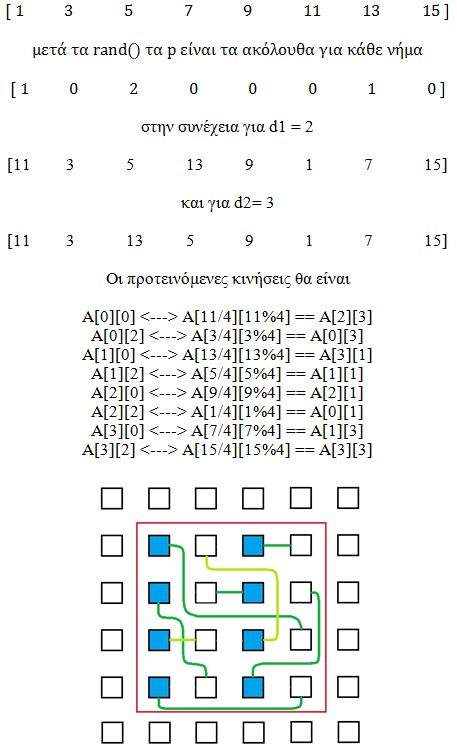 [ 1 3 5 7 9 11 13 15 ]
μετά τα rand() τα p είναι τα ακόλουθα για κάθε νήμα
[ 1 0 2 0 0 0 1 0 ]
στην συνέχεια για d1 = 2
[11 3 5 13 9 1 7 15]
και για d2= 3
[11 3 13 5 9 1 7 15]
Οι προτεινόμενες κινήσεις θα είναι
A[0][0] <---> A[11/4][11%4] == A[2][3]
A[0][2] <---> A[3/4][3%4] == A[0][3]
A[1][0] <---> A[13/4][13%4] == A[3][1]
A[1][2] <---> A[5/4][5%4] == A[1][1]
A[2][0] <---> A[9/4][9%4] == A[2][1]
A[2][2] <---> A[1/4][1%4] == A[0][1]
A[3][0] <---> A[7/4][7%4] == A[1][3]
A[3][2] <---> A[15/4][15%4] == A[3][3]